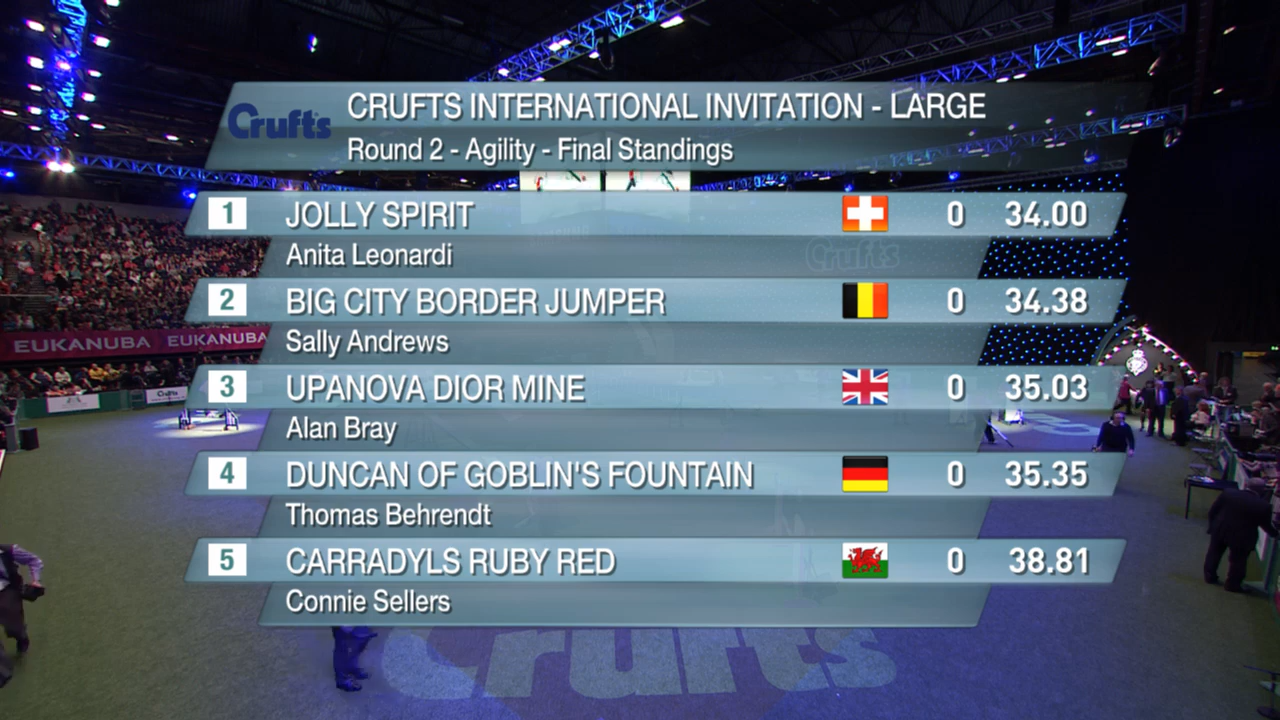 Crufts
CRUFTS INTERNATIONAL INVITATION - LARGE
Round 2 - Agility - Final Standings
1 JOLLY SPIRIT 0 34.00
Anita Leonardi
Crufts
2 BIG CITY BORDER JUMPER 0 34.38
Sally Andrews
EUKANUBA EUKANUBA
3 UPANOVA DIOR MINE 0 35.03
Alan Bray
Crufts
4 DUNCAN OF GOBLIN'S FOUNTAIN 0 35.35
Thomas Behrendt
5 CARRADYLS RUBY RED 0 38.81
Connie Sellers
Crufts